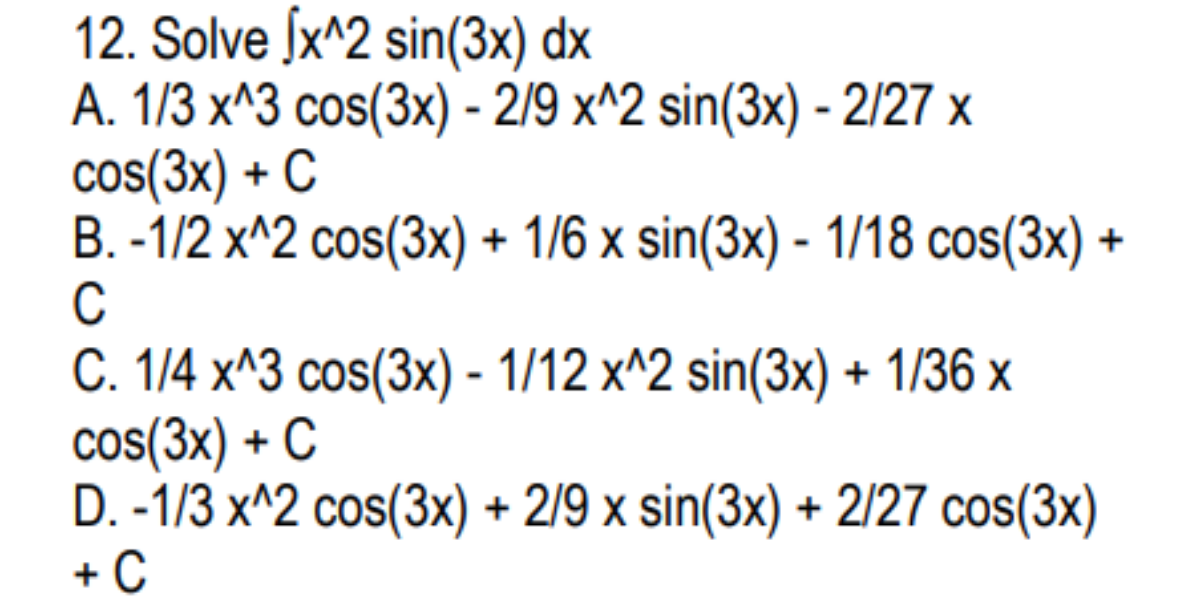 12. Solve ∫x^2 sin(3x) dx
A. 1/3 x^3 cos(3x) - 2/9 x^2 sin(3x) - 2/27 x
cos(3x) + C
B. -1/2 x^2 cos(3x) + 1/6 x sin(3x) - 1/18 cos(3x) +
C
C. 1/4 x^3 cos(3x) - 1/12 x^2 sin(3x) + 1/36 x
cos(3x) + C
D. -1/3 x^2 cos(3x) + 2/9 x sin(3x) + 2/27 cos(3x)
+ C